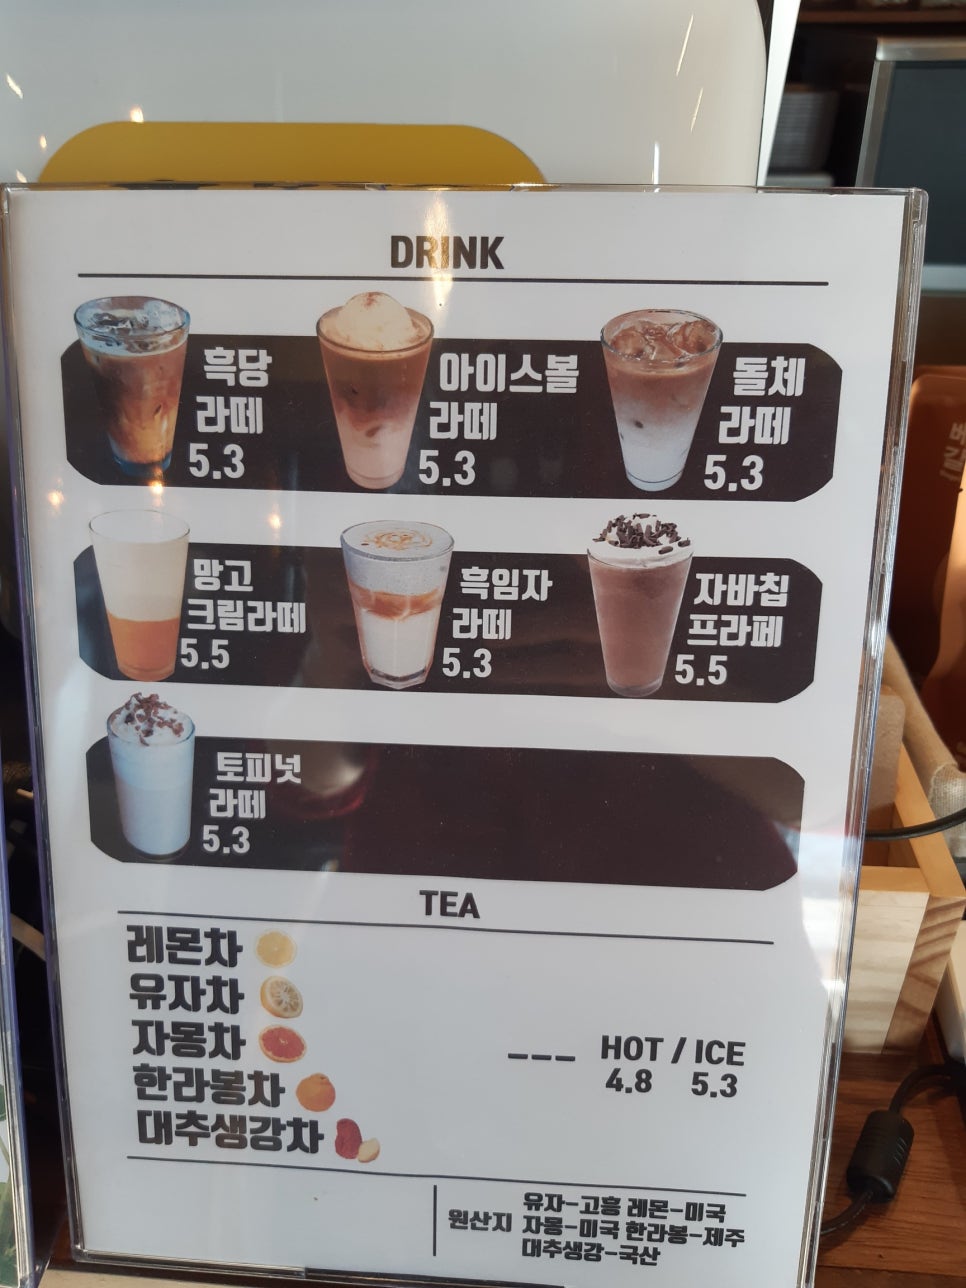 DRINK
흑당
라떼
5.3
아이스볼
라떼
5.3
돌체
라떼
5.3
망고
크림라떼
5.5
흑임자
라떼
5.3
자바칩
프라페
5.5
토피넛
라떼
5.3
TEA
레몬차
유자차
자몽차
한라봉차
대추생강차
--- HOT / ICE
4.8 5.3
원산지
유자-고흥 레몬-미국
자몽-미국 한라봉-제주
대추생강-국산